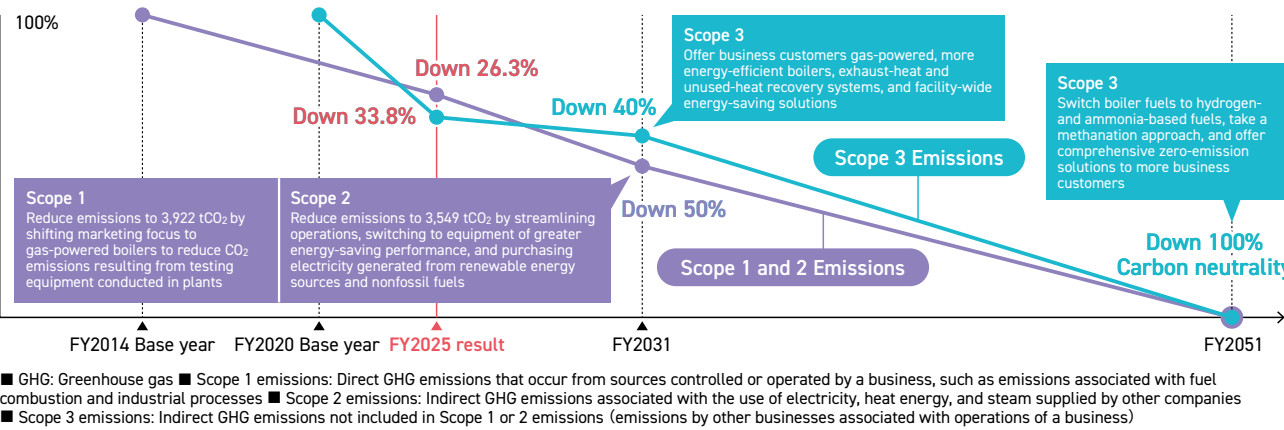 100%
Down 26.3%
Down 33.8%
Down 40%
Scope 3
Offer business customers gas-powered, more
energy-efficient boilers, exhaust-heat and
unused-heat recovery systems, and facility-wide
energy-saving solutions
Scope 3
Switch boiler fuels to hydrogen-
and ammonia-based fuels, take a
methanation approach, and offer
comprehensive zero-emission
solutions to more business
customers
Scope 3 Emissions
Scope 1
Reduce emissions to 3,922 tCO2 by
shifting marketing focus to
gas-powered boilers to reduce CO2
emissions resulting from testing
equipment conducted in plants
Scope 2
Reduce emissions to 3,549 tCO2 by streamlining
operations, switching to equipment of greater
energy-saving performance, and purchasing
electricity generated from renewable energy
sources and nonfossil fuels
Down 50%
Scope 1 and 2 Emissions
Down 100%
Carbon neutrality
FY2014 Base year
FY2020 Base year
FY2025 result
FY2031
FY2051
■ GHG: Greenhouse gas ■ Scope 1 emissions: Direct GHG emissions that occur from sources controlled or operated by a business, such as emissions associated with fuel
combustion and industrial processes ■ Scope 2 emissions: Indirect GHG emissions associated with the use of electricity, heat energy, and steam supplied by other companies
■ Scope 3 emissions: Indirect GHG emissions not included in Scope 1 or 2 emissions (emissions by other businesses associated with operations of a business)